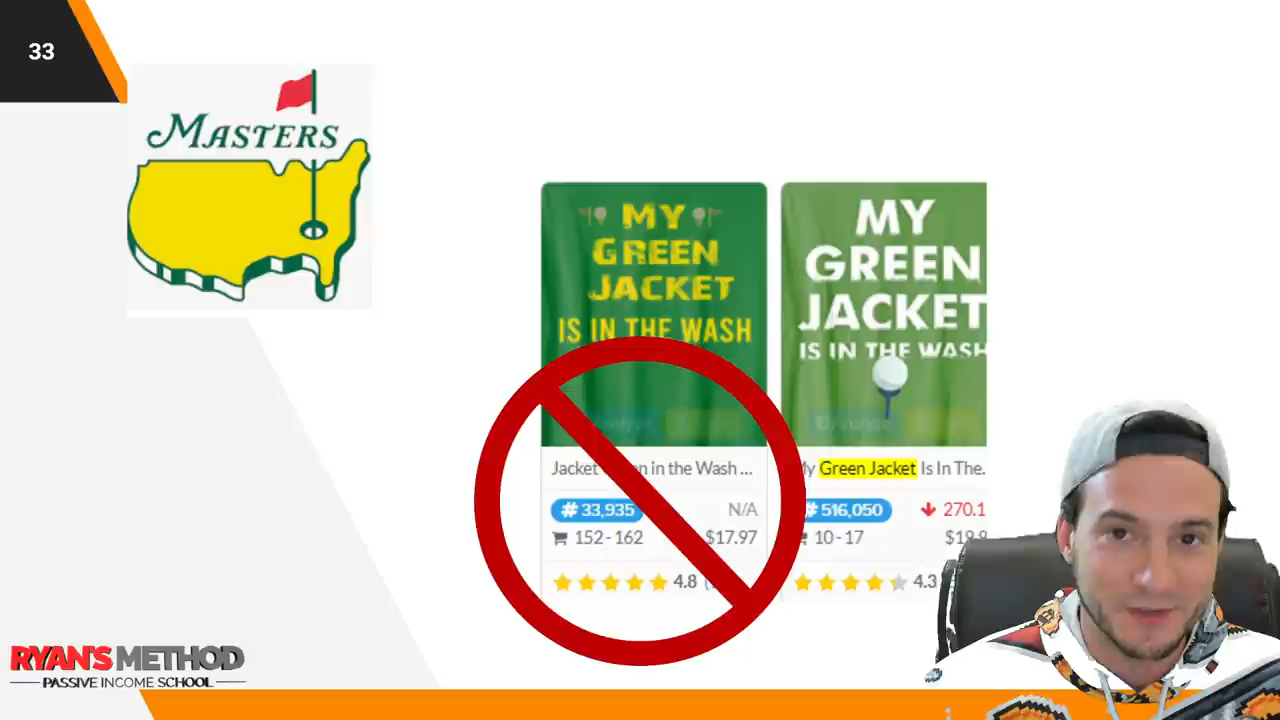 33
MASTERS
MY
GREEN
JACKET
IS IN THE WASH
Jacket in the Wash ...
# 33,935
N/A
152 - 162
$17.97
4.8
MY
GREEN
JACKET
IS IN THE WASH
Green Jacket Is In The.
# 516,050
270.1
10 - 17
4.3
RYAN'S METHOD
PASSIVE INCOME SCHOOL